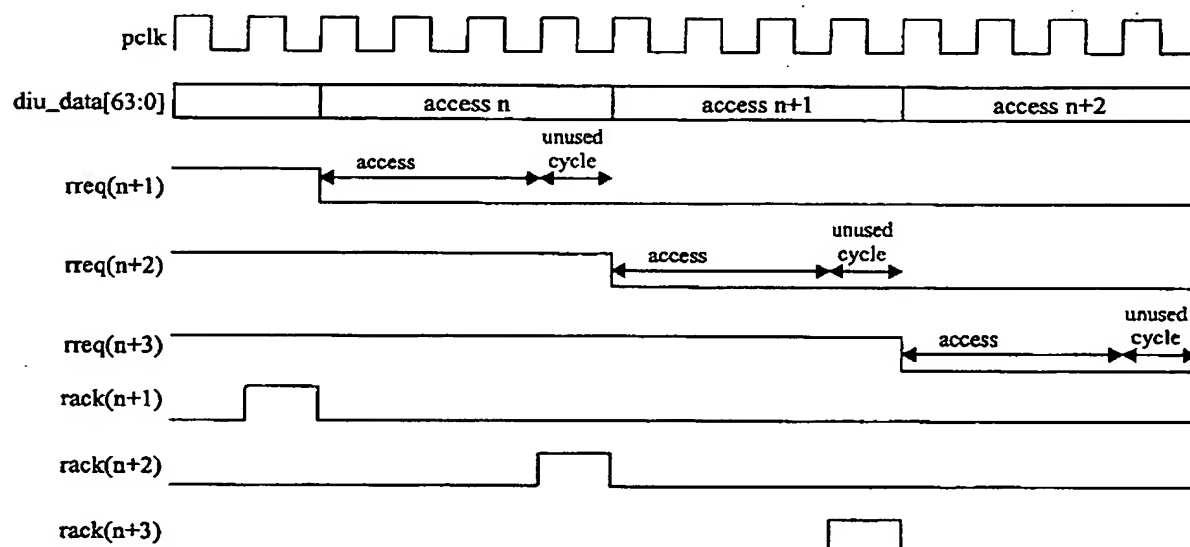 pclk
diu_data[63:0]
access n
access n+1
access n+2
unused
cycle
access
rreq(n+1)
unused
cycle
access
rreq(n+2)
unused
cycle
access
rreq(n+3)
rack(n+1)
rack(n+2)
rack(n+3)